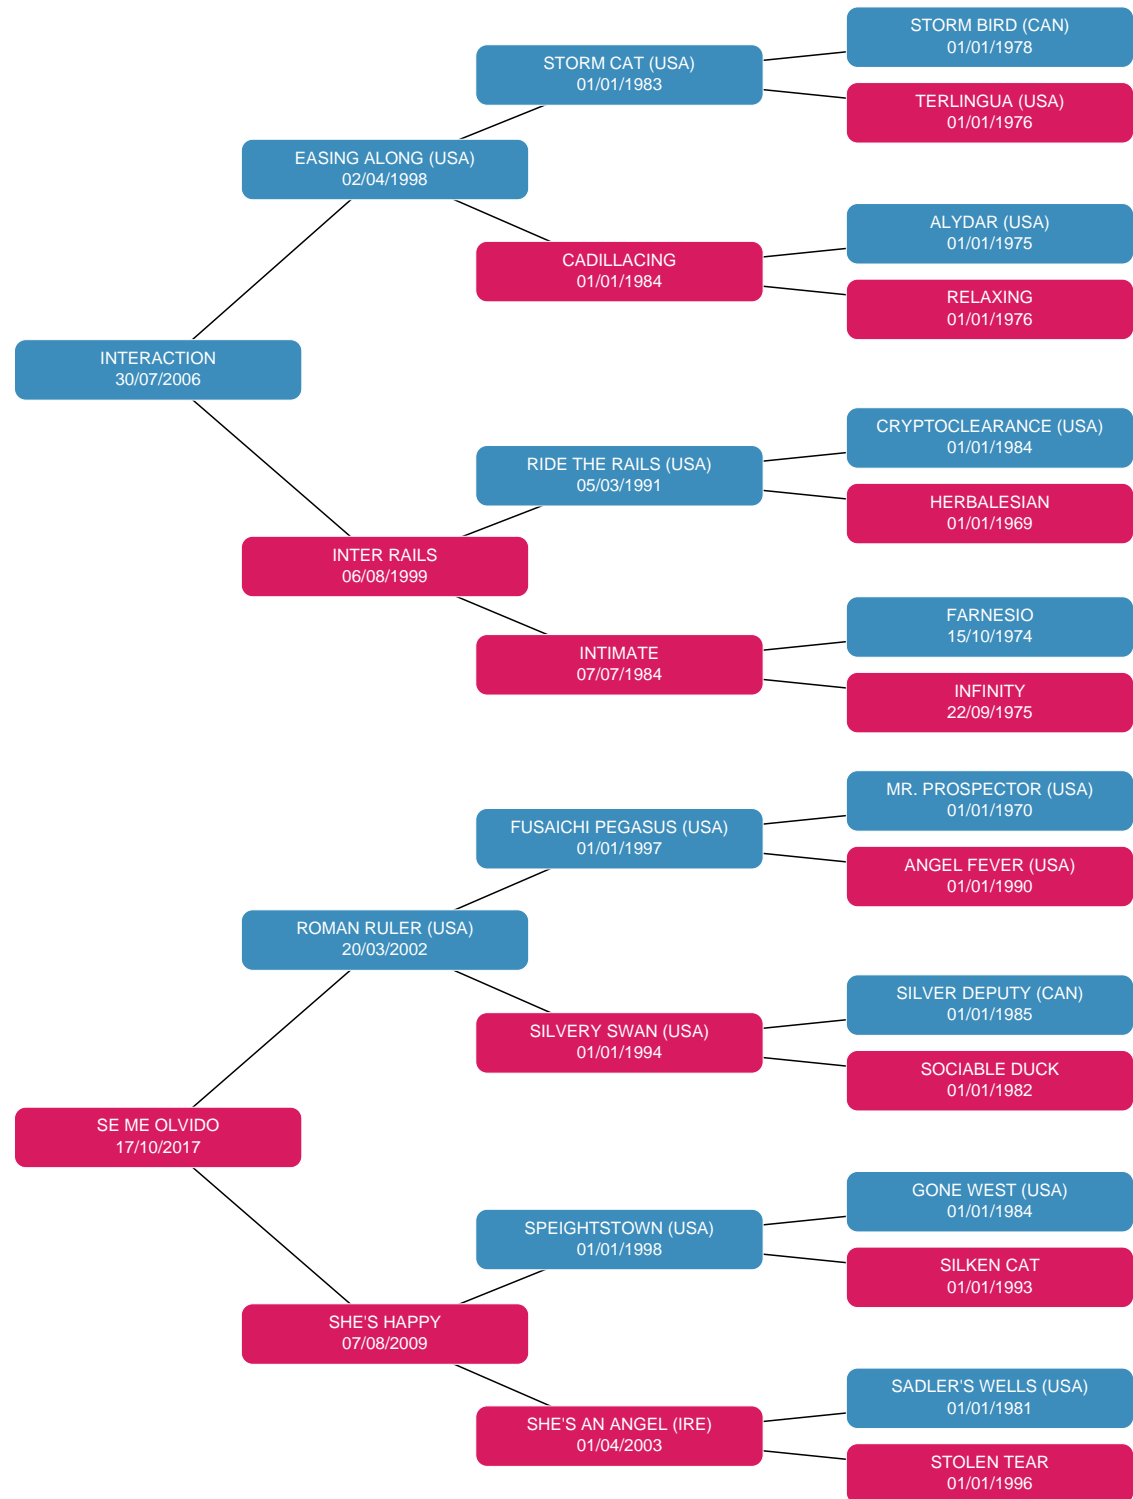 STORM BIRD (CAN)
01/01/1978
STORM CAT (USA)
01/01/1983
TERLINGUA (USA)
01/01/1976
EASING ALONG (USA)
02/04/1998
ALYDAR (USA)
01/01/1975
CADILLACING
01/01/1984
RELAXING
01/01/1976
INTERACTION
30/07/2006
CRYPTOCLEARANCE (USA)
01/01/1984
RIDE THE RAILS (USA)
05/03/1991
HERBALESIAN
01/01/1969
INTER RAILS
06/08/1999
FARNESIO
15/10/1974
INTIMATE
07/07/1984
INFINITY
22/09/1975
MR. PROSPECTOR (USA)
01/01/1970
FUSAICHI PEGASUS (USA)
01/01/1997
ANGEL FEVER (USA)
01/01/1990
ROMAN RULER (USA)
20/03/2002
SILVER DEPUTY (CAN)
01/01/1985
SILVERY SWAN (USA)
01/01/1994
SOCIABLE DUCK
01/01/1982
SE ME OLVIDO
17/10/2017
GONE WEST (USA)
01/01/1984
SPEIGHTSTOWN (USA)
01/01/1998
SILKEN CAT
01/01/1993
SHE'S HAPPY
07/08/2009
SADLER'S WELLS (USA)
01/01/1981
SHE'S AN ANGEL (IRE)
01/04/2003
STOLEN TEAR
01/01/1996